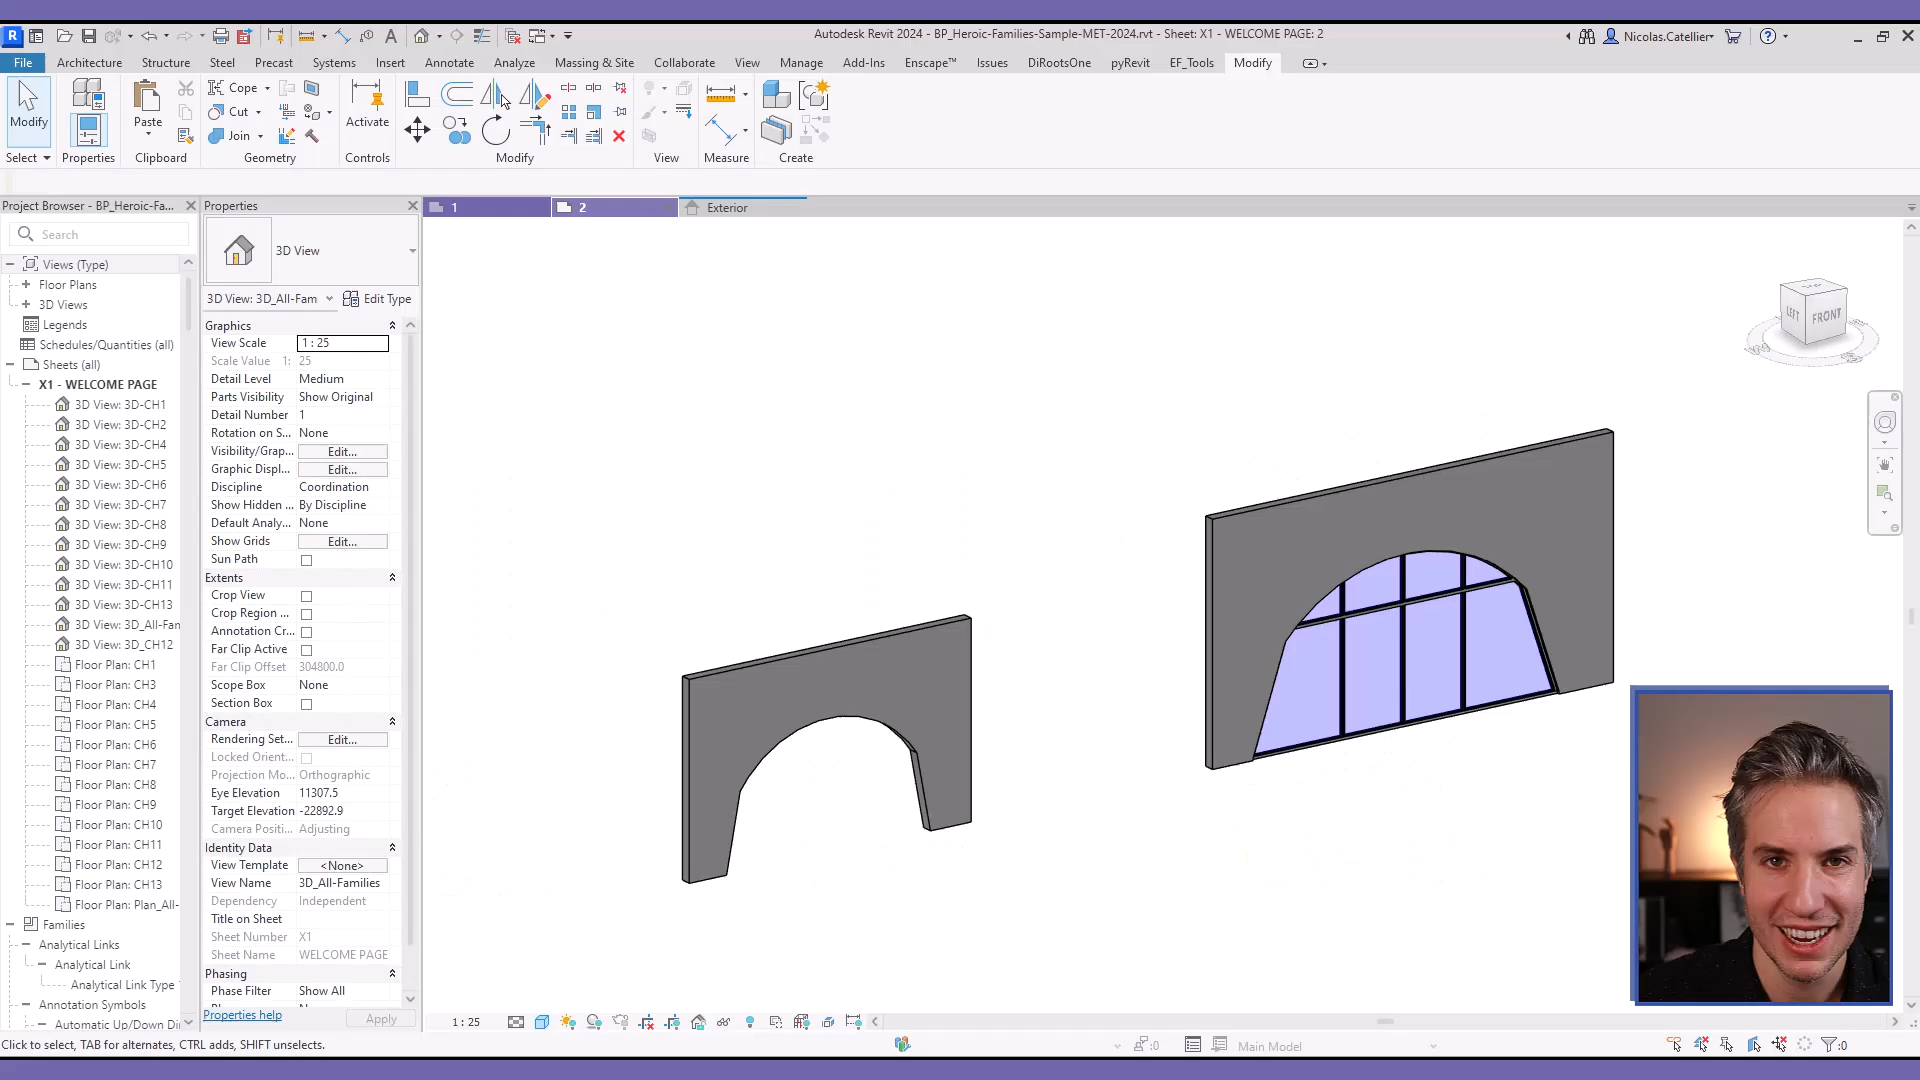 Autodesk Revit 2024 - BP_Heroic-Families-Sample-MET-2024.rvt - Sheet: X1 - WELCOME PAGE: 2
Nicolas.Catellier
File Architecture Structure Steel Precast Systems Insert Annotate Analyze Massing & Site Collaborate View Manage Add-Ins Enscape™ Issues DiRootsOne pyRevit EF_Tools Modify
Modify
Paste
Cope
Cut
Join
Activate
Select Properties Clipboard Geometry Controls Modify View Measure Create
Project Browser - BP_Heroic-Fa...
Search
Views (Type)
Floor Plans
3D Views
Legends
Schedules/Quantities (all)
Sheets (all)
X1 - WELCOME PAGE
3D View: 3D-CH1
3D View: 3D-CH2
3D View: 3D-CH4
3D View: 3D-CH5
3D View: 3D-CH6
3D View: 3D-CH7
3D View: 3D-CH8
3D View: 3D-CH9
3D View: 3D-CH10
3D View: 3D-CH11
3D View: 3D-CH13
3D View: 3D_All-Fam
3D View: 3D_CH12
Floor Plan: CH1
Floor Plan: CH3
Floor Plan: CH4
Floor Plan: CH5
Floor Plan: CH6
Floor Plan: CH7
Floor Plan: CH8
Floor Plan: CH9
Floor Plan: CH10
Floor Plan: CH11
Floor Plan: CH12
Floor Plan: CH13
Floor Plan: Plan_All-
Families
Analytical Links
Analytical Link
Analytical Link Type
Annotation Symbols
Automatic Up/Down Di
Properties
3D View
3D View: 3D_All-Fam Edit Type
Graphics
View Scale 1 : 25
Scale Value 1: 25
Detail Level Medium
Parts Visibility Show Original
Detail Number 1
Rotation on S... None
Visibility/Grap... Edit...
Graphic Displ... Edit...
Discipline Coordination
Show Hidden ... By Discipline
Default Analy... None
Show Grids Edit...
Sun Path
Extents
Crop View
Crop Region ...
Annotation Cr...
Far Clip Active
Far Clip Offset 304800.0
Scope Box None
Section Box
Camera
Rendering Set... Edit...
Locked Orient...
Projection Mo... Orthographic
Eye Elevation 11307.5
Target Elevation -22892.9
Camera Positi... Adjusting
Identity Data
View Template <None>
View Name 3D_All-Families
Dependency Independent
Title on Sheet
Sheet Number X1
Sheet Name WELCOME PAGE
Phasing
Phase Filter Show All
Properties help Apply
1
2
Exterior
LEFT
FRONT
1 : 25
Click to select, TAB for alternates, CTRL adds, SHIFT unselects.
:0
Main Model
:0